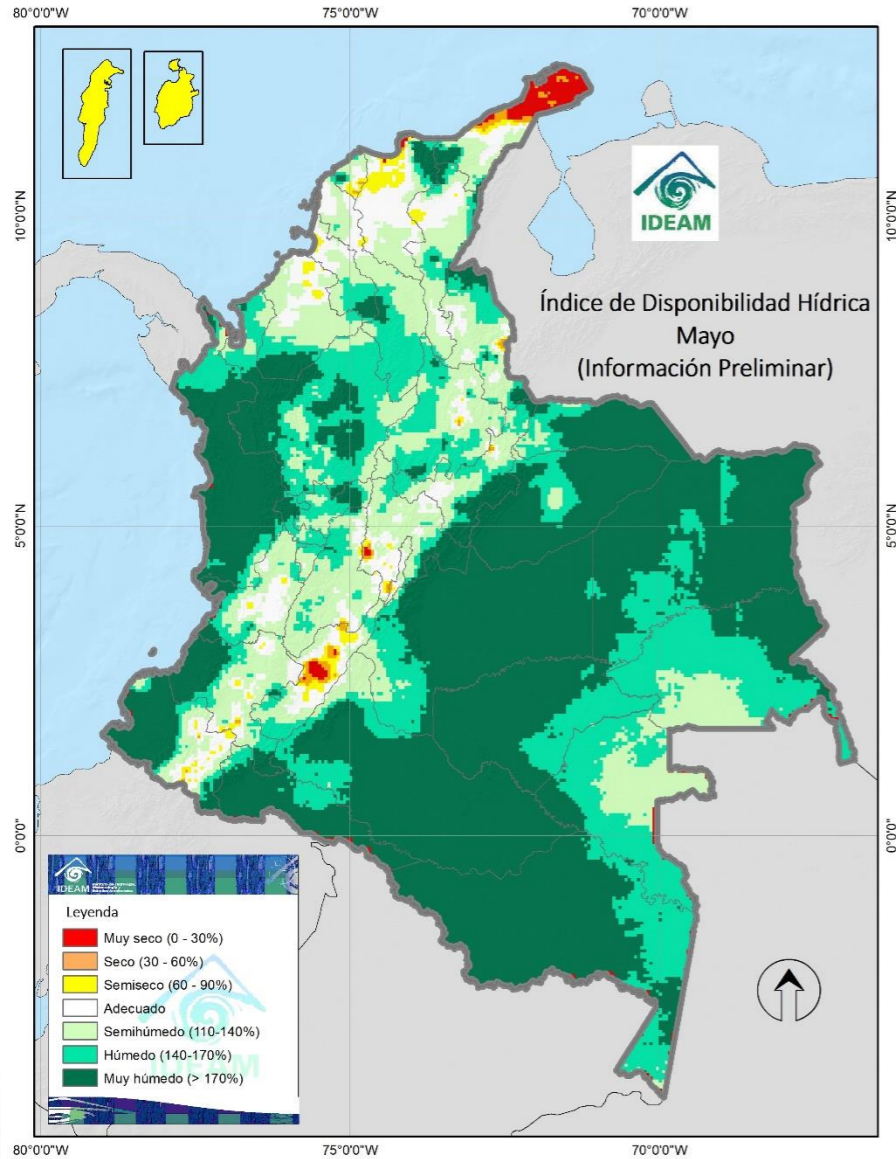 80°0'0"W 75°0'0"W 70°0'0"W
10°0'0"N
10°0'0"N
IDEAM
Índice de Disponibilidad Hídrica
Mayo
(Información Preliminar)
5°0'0"N
5°0'0"N
0°0'0"
0°0'0"
IDEAM
Leyenda
Muy seco (0 - 30%)
Seco (30 - 60%)
Semiseco (60 - 90%)
Adecuado
Semihúmedo (110-140%)
Húmedo (140-170%)
Muy húmedo (> 170%)
IDEAM
80°0'0"W 75°0'0"W 70°0'0"W